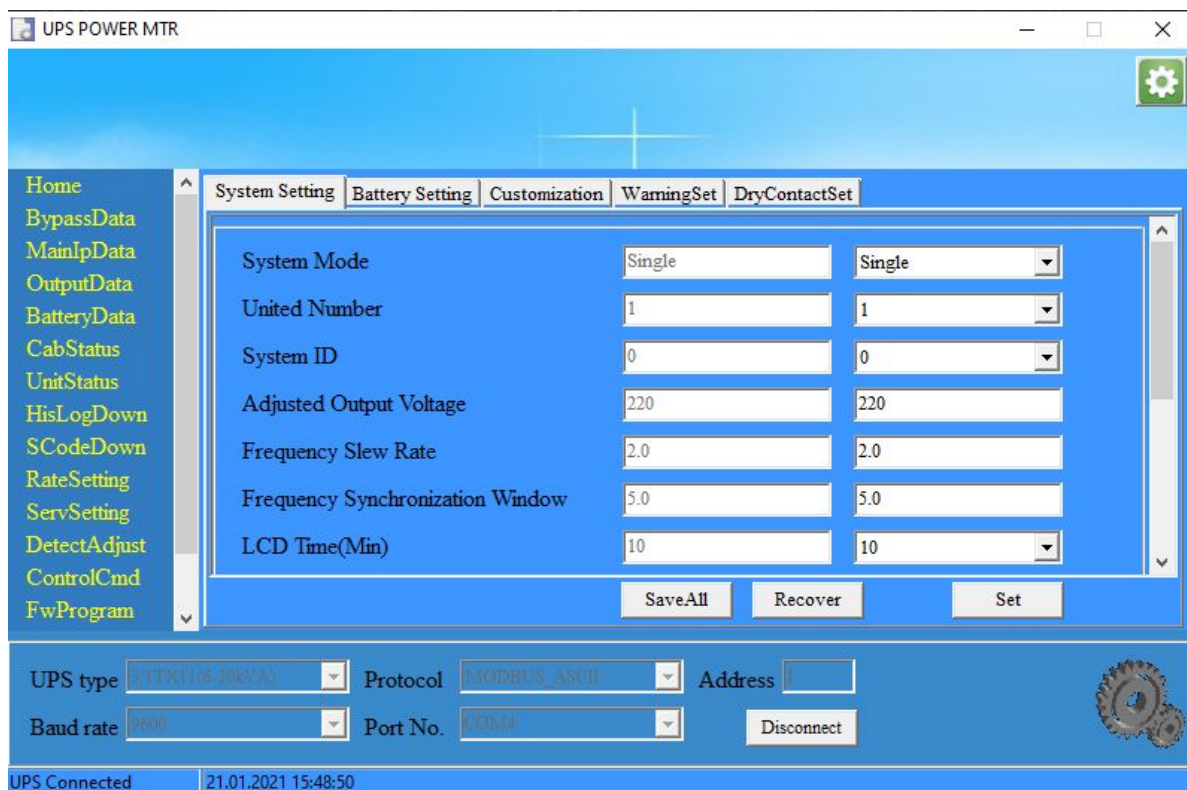 UPS POWER MTR
Home
BypassData
MainIpData
OutputData
BatteryData
CabStatus
UnitStatus
HisLogDown
SCodeDown
RateSetting
ServSetting
DetectAdjust
ControlCmd
FwProgram
System Setting Battery Setting Customization WarningSet DryContactSet
System Mode Single Single
United Number 1 1
System ID 0 0
Adjusted Output Voltage 220 220
Frequency Slew Rate 2.0 2.0
Frequency Synchronization Window 5.0 5.0
LCD Time(Min) 10 10
SaveAll Recover Set
UPS type Protocol MODBUS_ASCII Address 1
Baud rate 9600 Port No. COM4 Disconnect
UPS Connected 21.01.2021 15:48:50